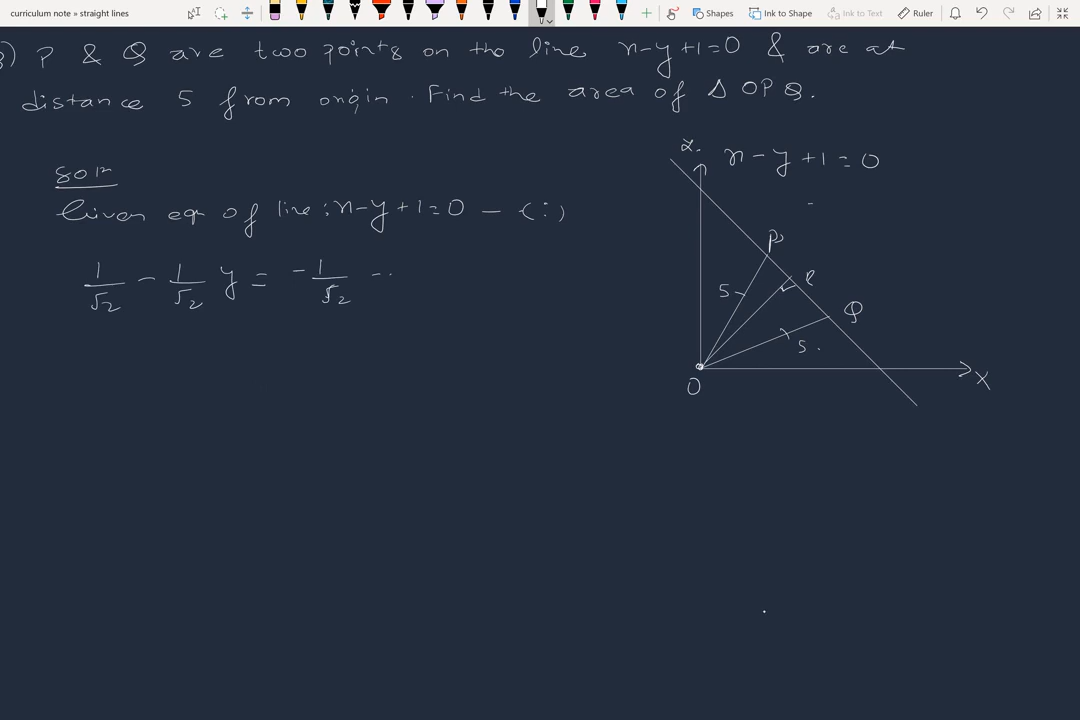 curriculum note » straight lines
Shapes Ink to Shape Ink to Text Ruler
) P & Q are two points on the line x-y+1=0 & are at
distance 5 from origin. Find the area of Δ OPQ.
x-y+1=0
Soln
Given eqn of line: x-y+1=0 - (i)
P
1/√2 - 1/√2 y = -1/√2
5
Q
5.
O
X